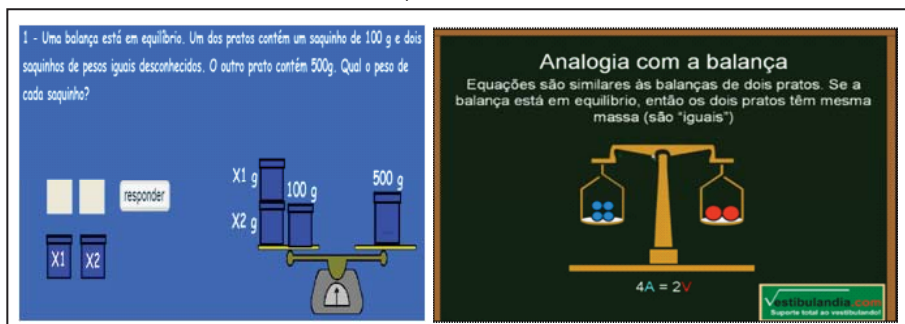 1 - Uma balança está em equilíbrio. Um dos pratos contém um saquinho de 100 g e dois
saquinhos de pesos iguais desconhecidos. O outro prato contém 500g. Qual o peso de
cada saquinho?
responder
X1 g
100 g
500 g
X2 g
X1
X2
Analogia com a balança
Equações são similares às balanças de dois pratos. Se a
balança está em equilíbrio, então os dois pratos têm mesma
massa (são “iguais”)
4A = 2V
Vestibulandia.com
Suporte total ao vestibulando!